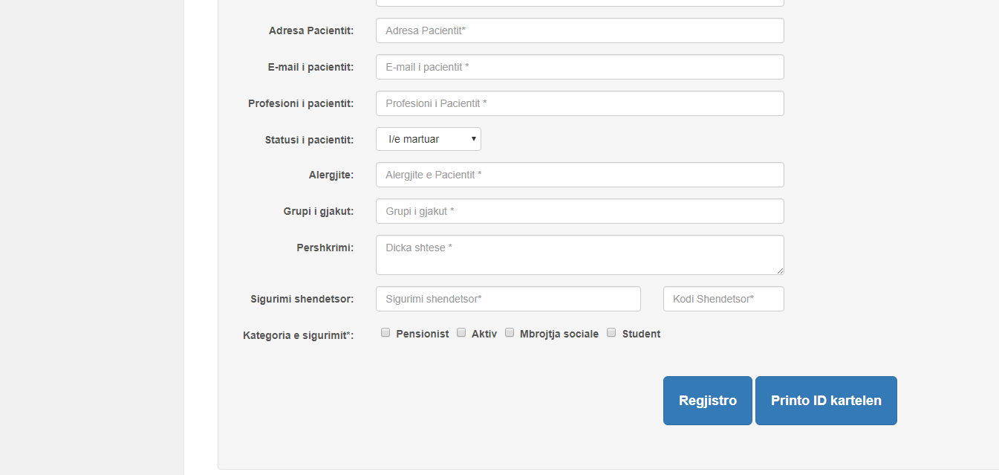 Adresa Pacientit: Adresa Pacientit*
E-mail i pacientit: E-mail i pacientit *
Profesioni i pacientit: Profesioni i Pacientit *
Statusi i pacientit: I/e martuar
Alergjite: Alergjite e Pacientit *
Grupi i gjakut: Grupi i gjakut *
Pershkrimi: Dicka shtese *
Sigurimi shendetsor: Sigurimi shendetsor* Kodi Shendetsor*
Kategoria e sigurimit*: Pensionist Aktiv Mbrojtja sociale Student
Regjistro Printo ID kartelen